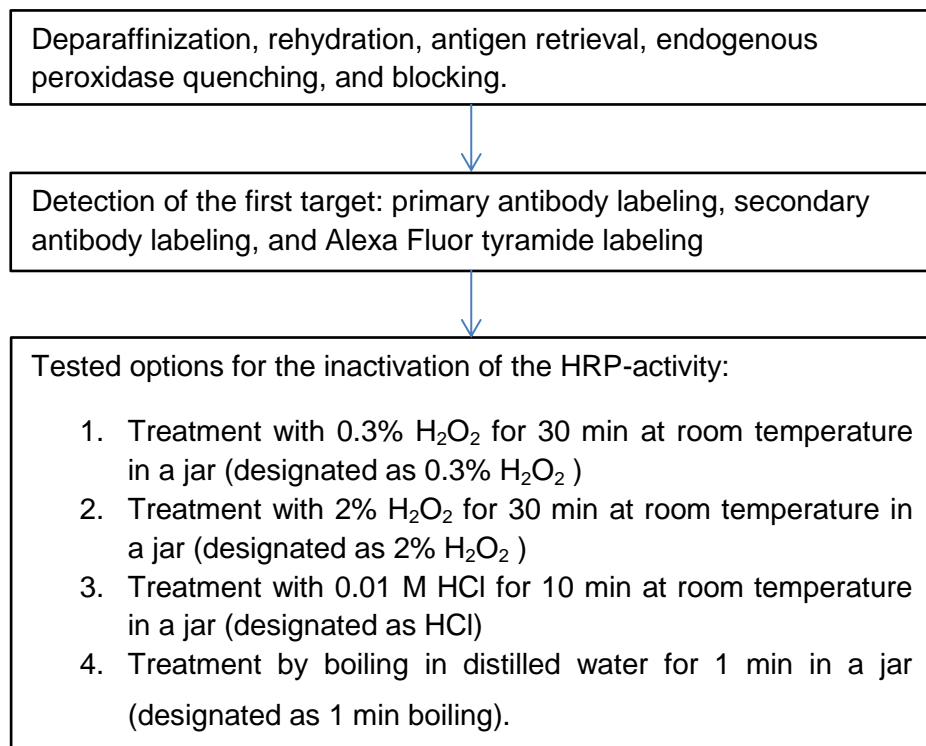 Deparaffinization, rehydration, antigen retrieval, endogenous
peroxidase quenching, and blocking.
Detection of the first target: primary antibody labeling, secondary
antibody labeling, and Alexa Fluor tyramide labeling
Tested options for the inactivation of the HRP-activity:
1. Treatment with 0.3% H₂O₂ for 30 min at room temperature
in a jar (designated as 0.3% H₂O₂ )
2. Treatment with 2% H₂O₂ for 30 min at room temperature in
a jar (designated as 2% H₂O₂ )
3. Treatment with 0.01 M HCl for 10 min at room temperature
in a jar (designated as HCl)
4. Treatment by boiling in distilled water for 1 min in a jar
(designated as 1 min boiling).